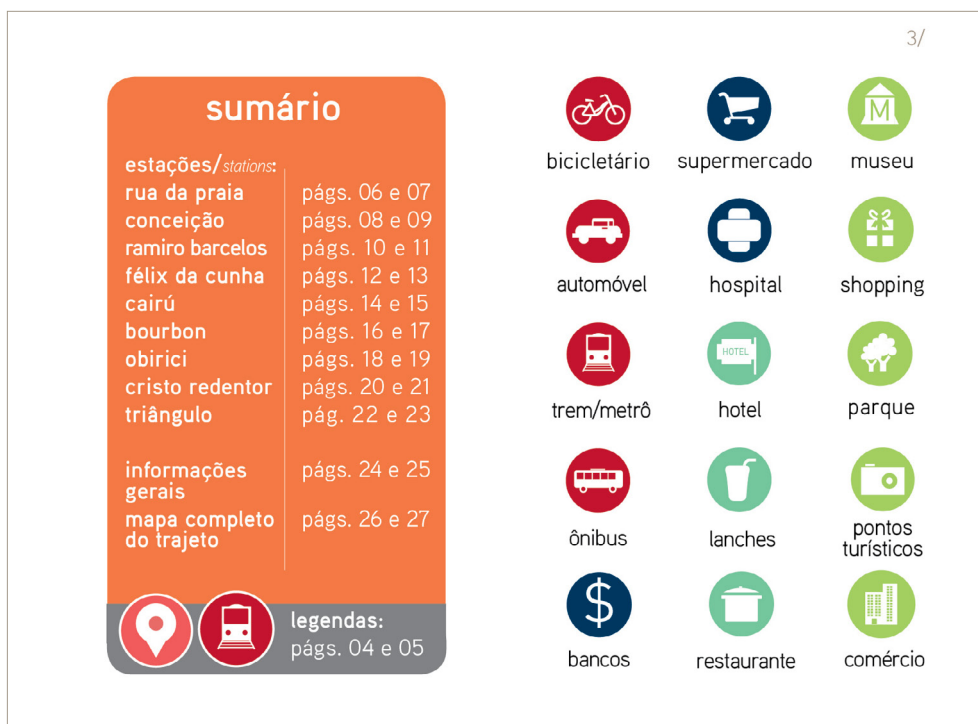 3/
sumário
estações/stations:
rua da praia págs. 06 e 07
conceição págs. 08 e 09
ramiro barcelos págs. 10 e 11
félix da cunha págs. 12 e 13
cairú págs. 14 e 15
bourbon págs. 16 e 17
obirici págs. 18 e 19
cristo redentor págs. 20 e 21
triângulo pág. 22 e 23
informações págs. 24 e 25
gerais
mapa completo págs. 26 e 27
do trajeto
legendas:
págs. 04 e 05
M
bicicletário supermercado museu
automóvel hospital shopping
HOTEL
trem/metrô hotel parque
ônibus lanches pontos
turísticos
$
bancos restaurante comércio